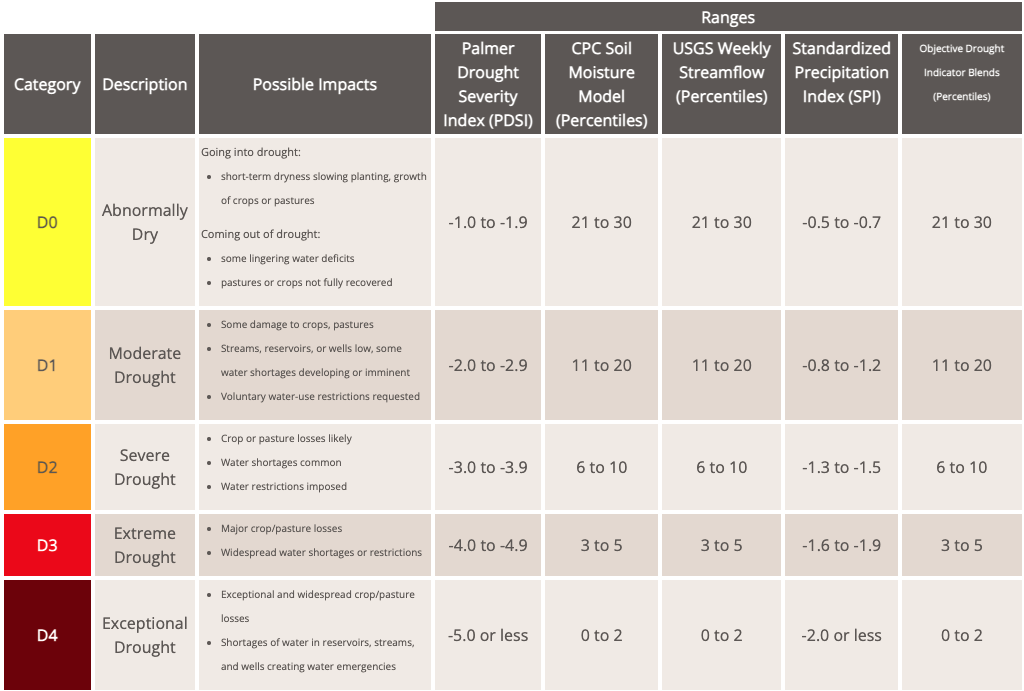 Ranges
Category
Description
Possible Impacts
Palmer
Drought
Severity
Index (PDSI)
CPC Soil
Moisture
Model
(Percentiles)
USGS Weekly
Streamflow
(Percentiles)
Standardized
Precipitation
Index (SPI)
Objective Drought
Indicator Blends
(Percentiles)
D0
Abnormally
Dry
Going into drought:
• short-term dryness slowing planting, growth
of crops or pastures
Coming out of drought:
• some lingering water deficits
• pastures or crops not fully recovered
-1.0 to -1.9
21 to 30
21 to 30
-0.5 to -0.7
21 to 30
D1
Moderate
Drought
• Some damage to crops, pastures
• Streams, reservoirs, or wells low, some
water shortages developing or imminent
• Voluntary water-use restrictions requested
-2.0 to -2.9
11 to 20
11 to 20
-0.8 to -1.2
11 to 20
D2
Severe
Drought
• Crop or pasture losses likely
• Water shortages common
• Water restrictions imposed
-3.0 to -3.9
6 to 10
6 to 10
-1.3 to -1.5
6 to 10
D3
Extreme
Drought
• Major crop/pasture losses
• Widespread water shortages or restrictions
-4.0 to -4.9
3 to 5
3 to 5
-1.6 to -1.9
3 to 5
D4
Exceptional
Drought
• Exceptional and widespread crop/pasture
losses
• Shortages of water in reservoirs, streams,
and wells creating water emergencies
-5.0 or less
0 to 2
0 to 2
-2.0 or less
0 to 2